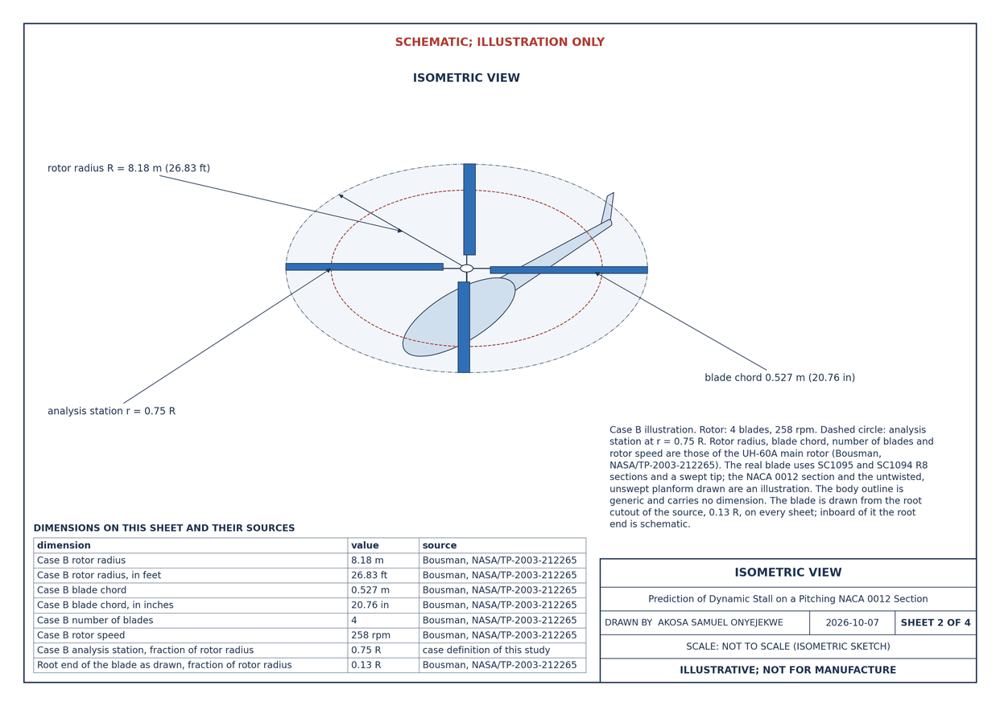 SCHEMATIC; ILLUSTRATION ONLY
ISOMETRIC VIEW
rotor radius R = 8.18 m (26.83 ft)
blade chord 0.527 m (20.76 in)
analysis station r = 0.75 R
Case B illustration. Rotor: 4 blades, 258 rpm. Dashed circle: analysis
station at r = 0.75 R. Rotor radius, blade chord, number of blades and
rotor speed are those of the UH-60A main rotor (Bousman,
NASA/TP-2003-212265). The real blade uses SC1095 and SC1094 R8
sections and a swept tip; the NACA 0012 section and the untwisted,
unswept planform drawn are an illustration. The body outline is
generic and carries no dimension. The blade is drawn from the root
cutout of the source, 0.13 R, on every sheet; inboard of it the root
end is schematic.
DIMENSIONS ON THIS SHEET AND THEIR SOURCES
dimension value source
Case B rotor radius 8.18 m Bousman, NASA/TP-2003-212265
Case B rotor radius, in feet 26.83 ft Bousman, NASA/TP-2003-212265
Case B blade chord 0.527 m Bousman, NASA/TP-2003-212265
Case B blade chord, in inches 20.76 in Bousman, NASA/TP-2003-212265
Case B number of blades 4 Bousman, NASA/TP-2003-212265
Case B rotor speed 258 rpm Bousman, NASA/TP-2003-212265
Case B analysis station, fraction of rotor radius 0.75 R case definition of this study
Root end of the blade as drawn, fraction of rotor radius 0.13 R Bousman, NASA/TP-2003-212265
ISOMETRIC VIEW
Prediction of Dynamic Stall on a Pitching NACA 0012 Section
DRAWN BY AKOSA SAMUEL ONYEJEKWE 2026-10-07 SHEET 2 OF 4
SCALE: NOT TO SCALE (ISOMETRIC SKETCH)
ILLUSTRATIVE; NOT FOR MANUFACTURE